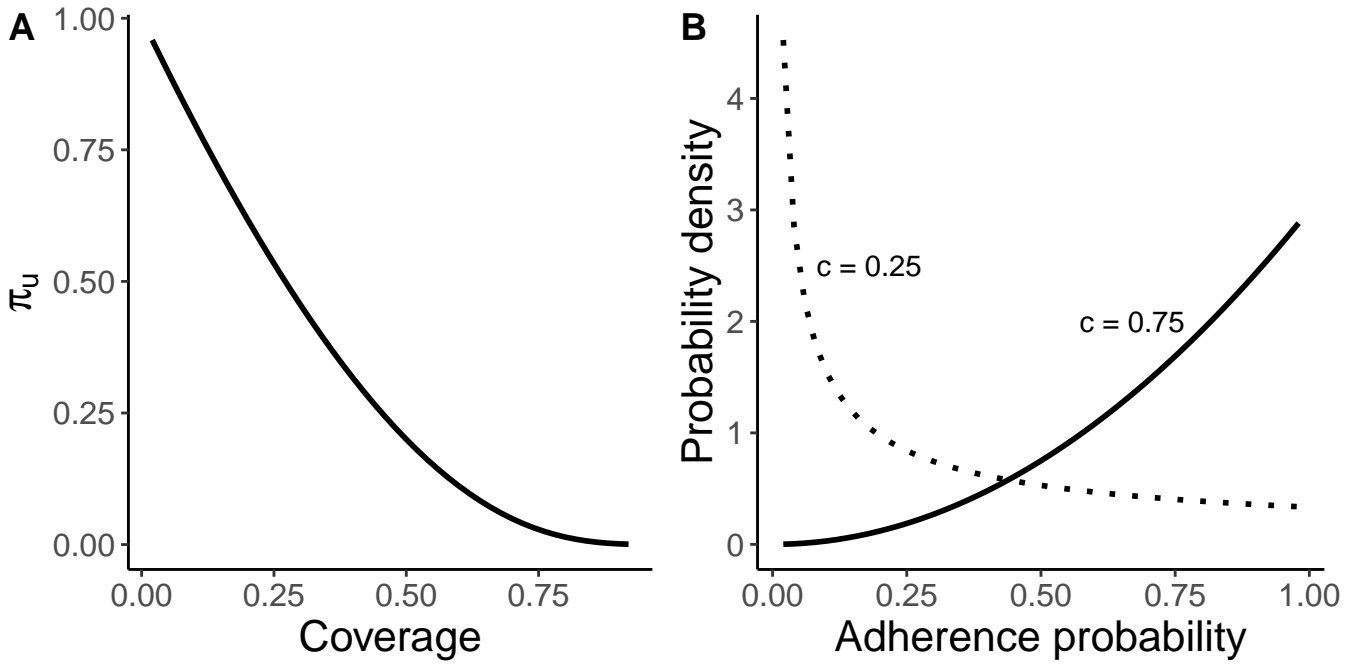 A
1.00
0.75
0.50
0.25
0.00
πu
0.00 0.25 0.50 0.75
Coverage
B
4
3
2
1
0
Probability density
c = 0.25
c = 0.75
0.00 0.25 0.50 0.75 1.00
Adherence probability